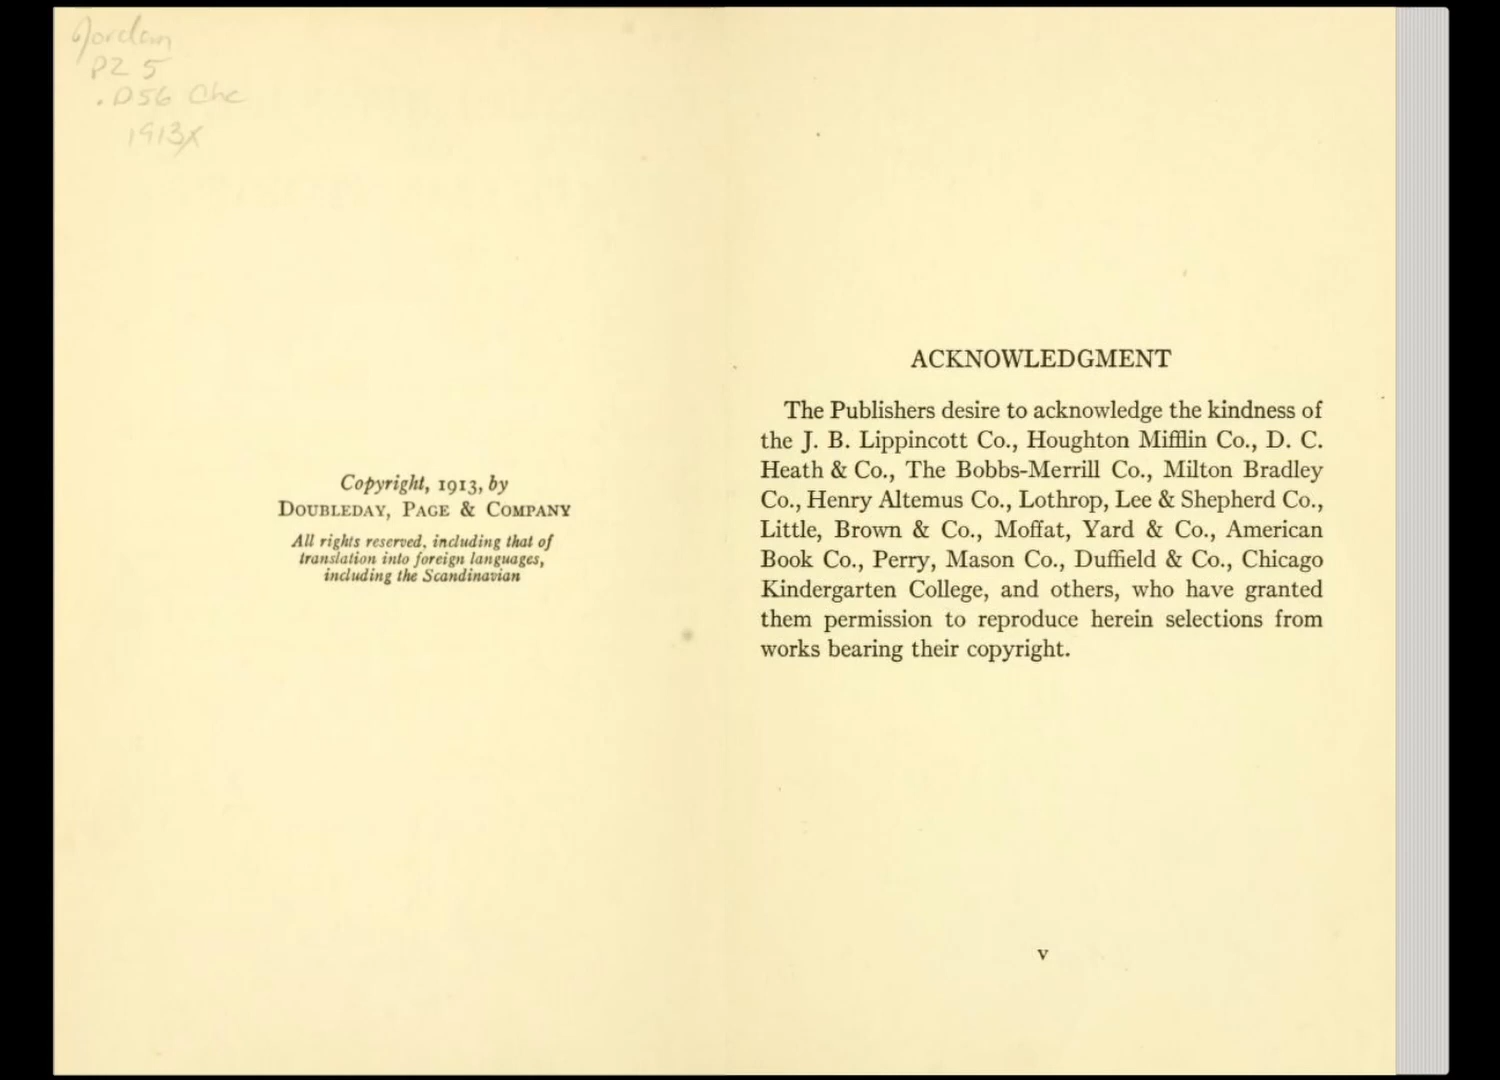 Jordan
PZ 5
.D56 Chc
1913X
Copyright, 1913, by
DOUBLEDAY, PAGE & COMPANY
All rights reserved, including that of
translation into foreign languages,
including the Scandinavian
ACKNOWLEDGMENT
The Publishers desire to acknowledge the kindness of
the J. B. Lippincott Co., Houghton Mifflin Co., D. C.
Heath & Co., The Bobbs-Merrill Co., Milton Bradley
Co., Henry Altemus Co., Lothrop, Lee & Shepherd Co.,
Little, Brown & Co., Moffat, Yard & Co., American
Book Co., Perry, Mason Co., Duffield & Co., Chicago
Kindergarten College, and others, who have granted
them permission to reproduce herein selections from
works bearing their copyright.
v